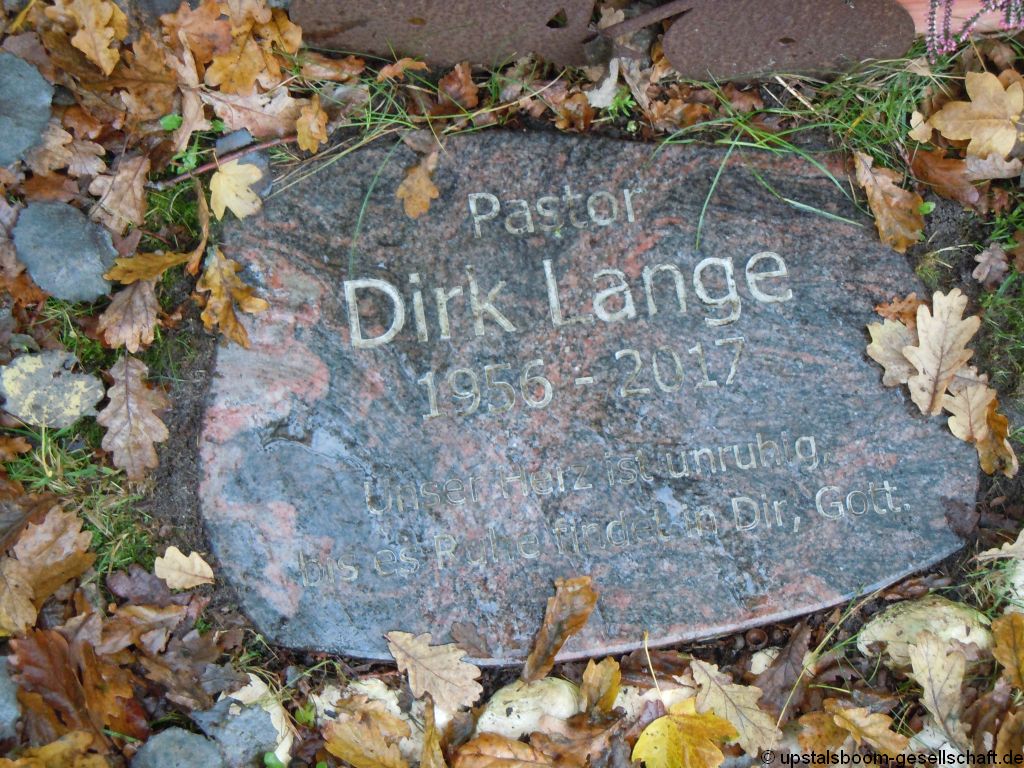 Pastor
Dirk Lange
1956 - 2017
Unser Herz ist unruhig,
bis es Ruhe findet in Dir, Gott.
© upstalsboom-gesellschaft.de